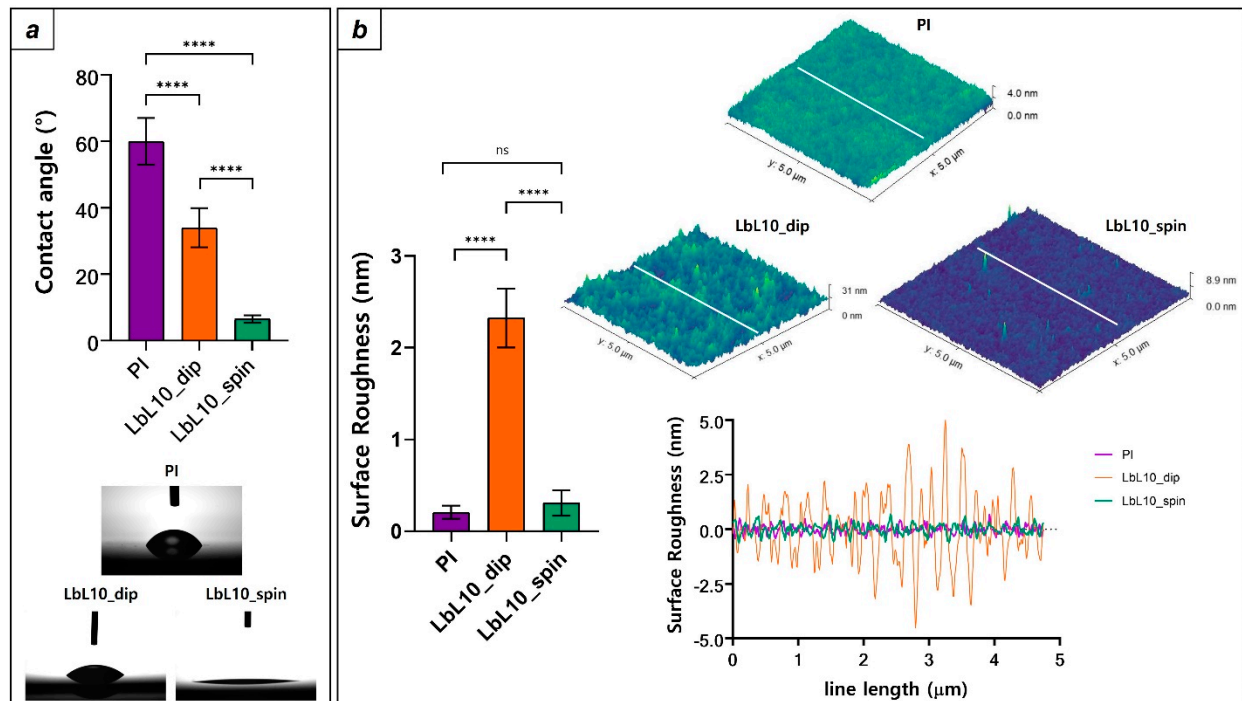 a
****
****
****
80
60
40
20
0
Contact angle (°)
PI
LbL10_dip
LbL10_spin
PI
LbL10_dip
LbL10_spin
b
PI
4.0 nm
0.0 nm
y: 5.0 µm
x: 5.0 µm
LbL10_dip
31 nm
0 nm
y: 5.0 µm
x: 5.0 µm
LbL10_spin
8.9 nm
0.0 nm
y: 5.0 µm
x: 5.0 µm
ns
****
****
3
2
1
0
Surface Roughness (nm)
PI
LbL10_dip
LbL10_spin
Surface Roughness (nm)
5.0
2.5
0.0
-2.5
-5.0
0 1 2 3 4 5
line length (µm)
PI
LbL10_dip
LbL10_spin